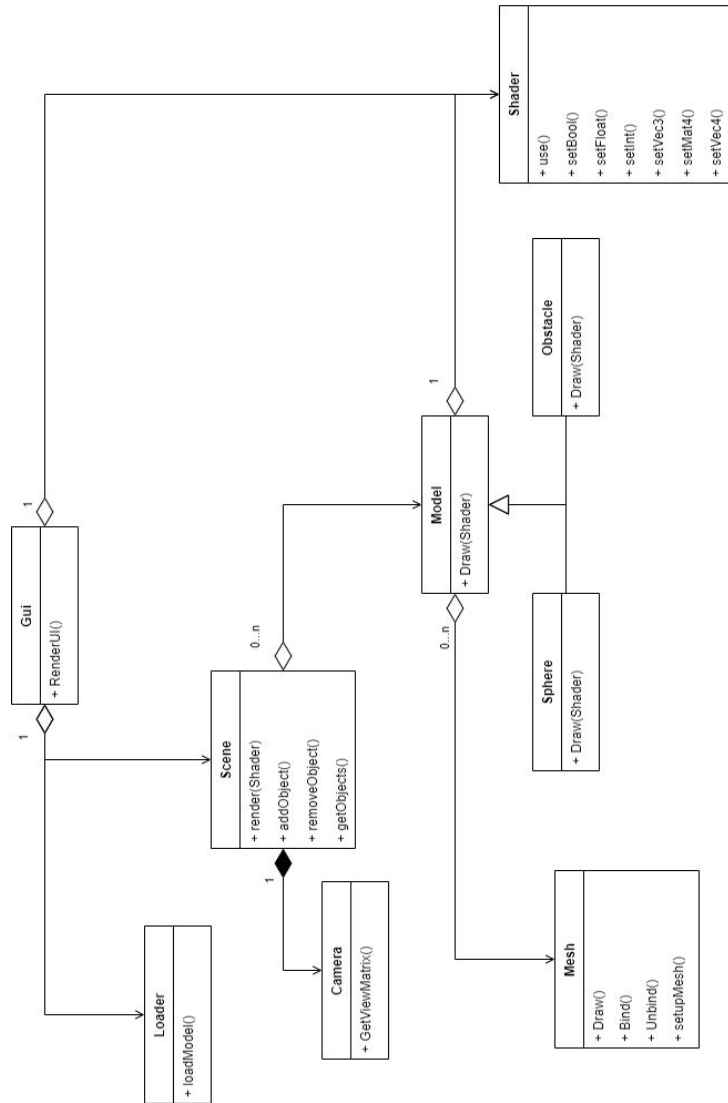 Gui
+ RenderUI()
1
1
Loader
+ loadModel()
Scene
+ render(Shader)
+ addObject()
+ removeObject()
+ getObjects()
1
0...n
Camera
+ GetViewMatrix()
Model
+ Draw(Shader)
0...n
1
Mesh
+ Draw()
+ Bind()
+ Unbind()
+ setupMesh()
Sphere
+ Draw(Shader)
Obstacle
+ Draw(Shader)
Shader
+ use()
+ setBool()
+ setFloat()
+ setInt()
+ setVec3()
+ setMat4()
+ setVec4()